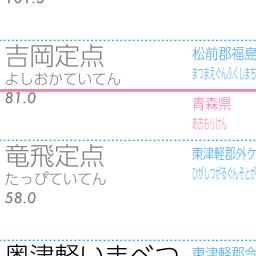 101.3
吉岡定点 松前郡福島
よしおかていてん まつまえぐんふくしまち
81.0
青森県
あおもりけん
竜飛定点 東津軽郡外ケ
たっぴていてん ひがしつがるぐんそとが
58.0
奥津軽いまべつ 東津軽郡今